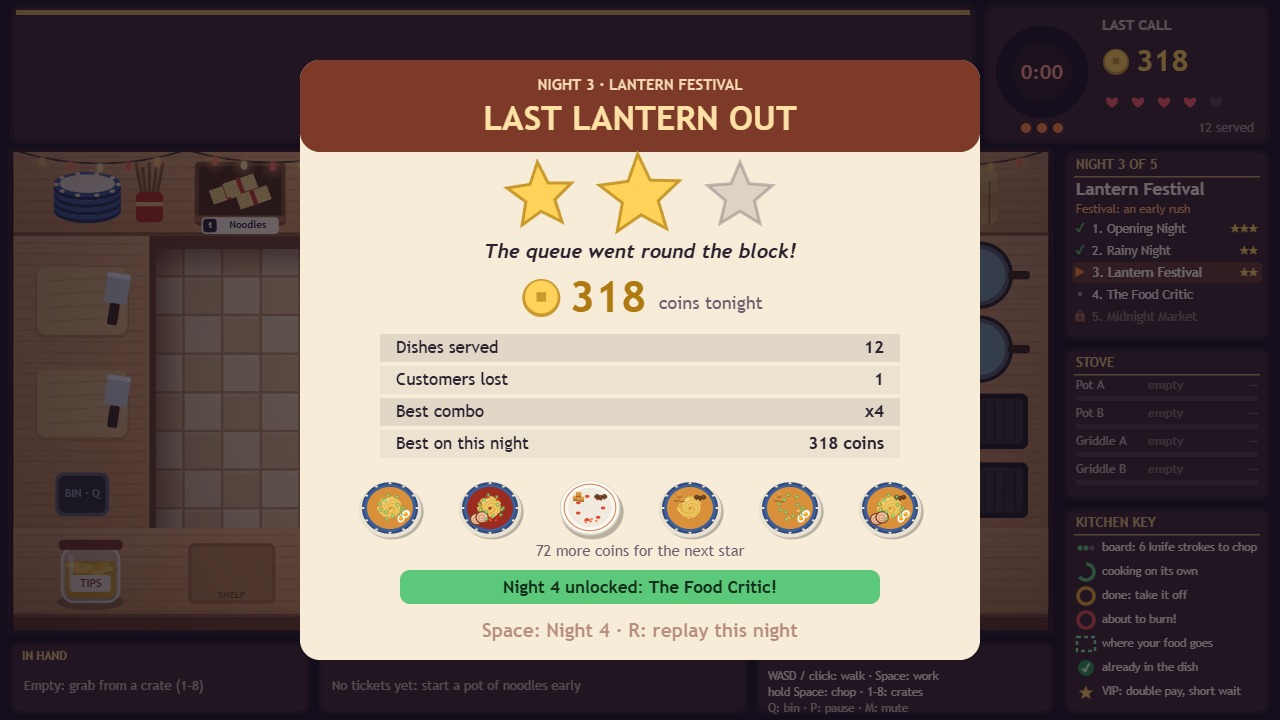 LAST CALL
0:00
318
12 served
NIGHT 3 · LANTERN FESTIVAL
LAST LANTERN OUT
The queue went round the block!
318 coins tonight
Dishes served 12
Customers lost 1
Best combo x4
Best on this night 318 coins
72 more coins for the next star
Night 4 unlocked: The Food Critic!
Space: Night 4 · R: replay this night
1 Noodles
BIN · Q
TIPS
SHELF
NIGHT 3 OF 5
Lantern Festival
Festival: an early rush
1. Opening Night
2. Rainy Night
3. Lantern Festival
4. The Food Critic
5. Midnight Market
STOVE
Pot A empty —
Pot B empty —
Griddle A empty —
Griddle B empty —
KITCHEN KEY
board: 6 knife strokes to chop
cooking on its own
done: take it off
about to burn!
where your food goes
already in the dish
VIP: double pay, short wait
IN HAND
Empty: grab from a crate (1-8)
No tickets yet: start a pot of noodles early
WASD / click: walk · Space: work
hold Space: chop · 1-8: crates
Q: bin · P: pause · M: mute